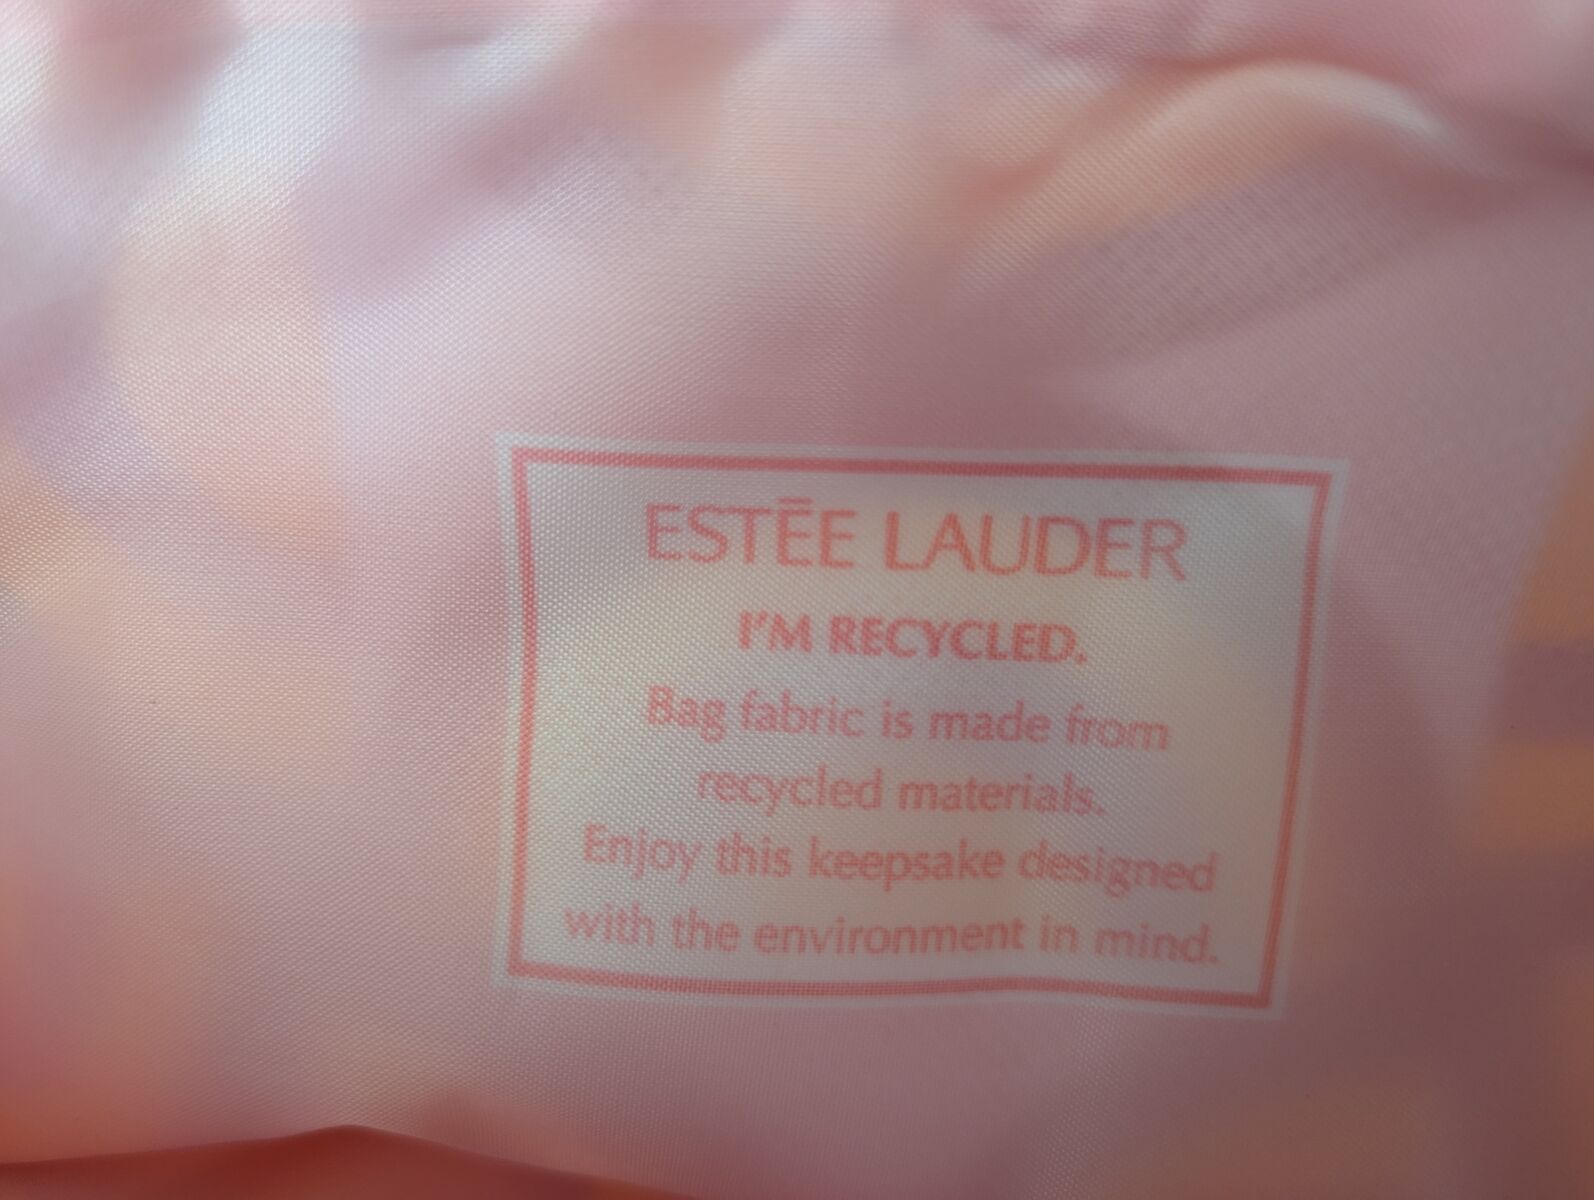 ESTĒE LAUDER
I'M RECYCLED.
Bag fabric is made from
recycled materials.
Enjoy this keepsake designed
with the environment in mind.